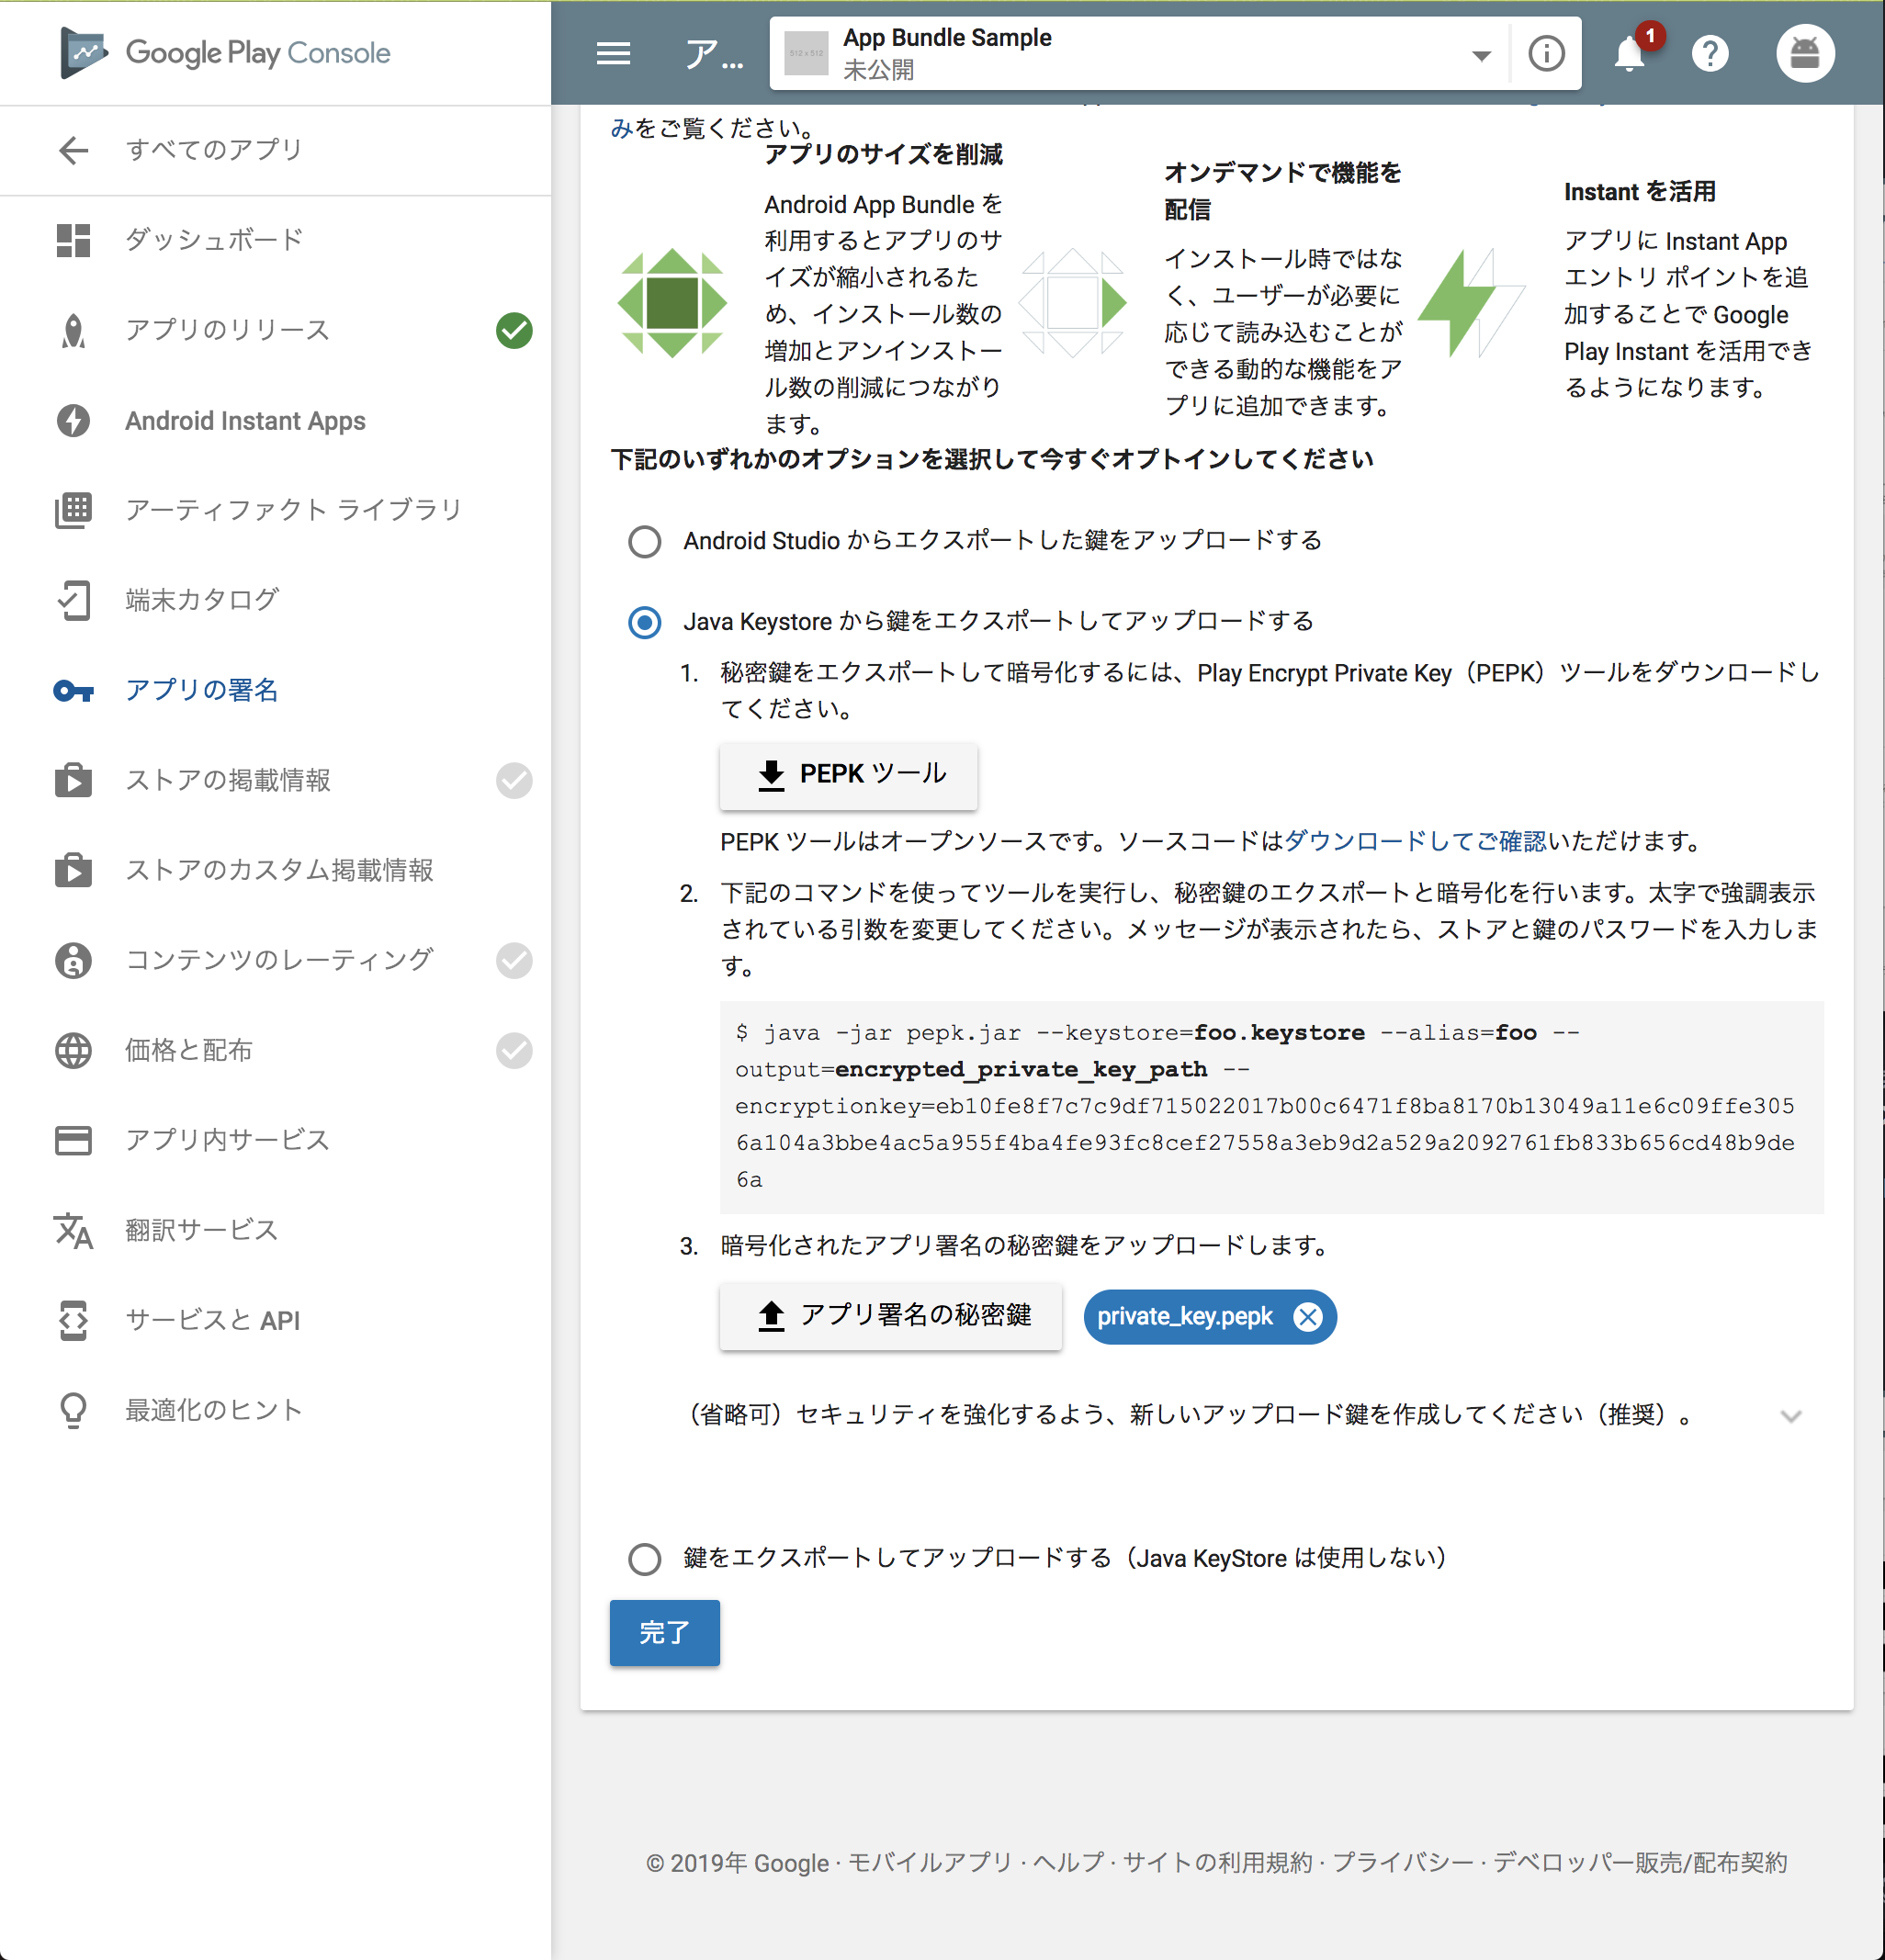 Google Play Console
すべてのアプリ
ダッシュボード
アプリのリリース
Android Instant Apps
アーティファクト ライブラリ
端末カタログ
アプリの署名
ストアの掲載情報
ストアのカスタム掲載情報
コンテンツのレーティング
価格と配布
アプリ内サービス
翻訳サービス
サービスと API
最適化のヒント
ア...
512 x 512
App Bundle Sample
未公開
1
みをご覧ください。
アプリのサイズを削減
Android App Bundle を
利用するとアプリのサ
イズが縮小されるた
め、インストール数の
増加とアンインストー
ル数の削減につながり
ます。
オンデマンドで機能を
配信
インストール時ではな
く、ユーザーが必要に
応じて読み込むことが
できる動的な機能をア
プリに追加できます。
Instant を活用
アプリに Instant App
エントリ ポイントを追
加することで Google
Play Instant を活用でき
るようになります。
下記のいずれかのオプションを選択して今すぐオプトインしてください
Android Studio からエクスポートした鍵をアップロードする
Java Keystore から鍵をエクスポートしてアップロードする
1. 秘密鍵をエクスポートして暗号化するには、Play Encrypt Private Key（PEPK）ツールをダウンロードし
てください。
PEPK ツール
PEPK ツールはオープンソースです。ソースコードはダウンロードしてご確認いただけます。
2. 下記のコマンドを使ってツールを実行し、秘密鍵のエクスポートと暗号化を行います。太字で強調表示
されている引数を変更してください。メッセージが表示されたら、ストアと鍵のパスワードを入力しま
す。
$ java -jar pepk.jar --keystore=foo.keystore --alias=foo --
output=encrypted_private_key_path --
encryptionkey=eb10fe8f7c7c9df715022017b00c6471f8ba8170b13049a11e6c09ffe305
6a104a3bbe4ac5a955f4ba4fe93fc8cef27558a3eb9d2a529a2092761fb833b656cd48b9de
6a
3. 暗号化されたアプリ署名の秘密鍵をアップロードします。
アプリ署名の秘密鍵
private_key.pepk
（省略可）セキュリティを強化するよう、新しいアップロード鍵を作成してください（推奨）。
鍵をエクスポートしてアップロードする（Java KeyStore は使用しない）
完了
© 2019年 Google · モバイルアプリ · ヘルプ · サイトの利用規約 · プライバシー · デベロッパー販売/配布契約